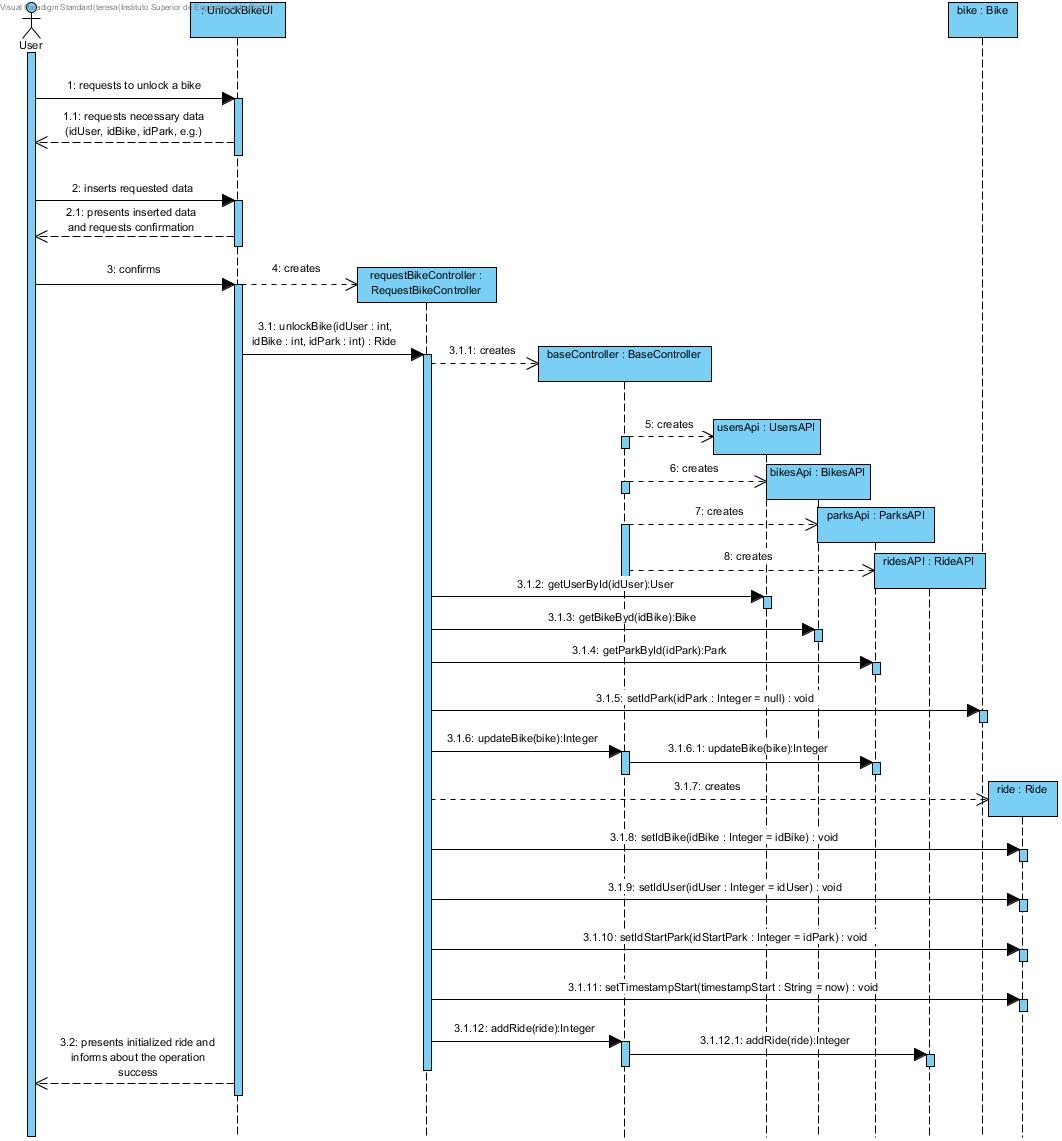 Visual Paradigm Standard(teresa(Instituto Superior de
: UnlockBikeUI
bike : Bike
User
1: requests to unlock a bike
1.1: requests necessary data
(idUser, idBike, idPark, e.g.)
2: inserts requested data
2.1: presents inserted data
and requests confirmation
3: confirms
4: creates
requestBikeController :
RequestBikeController
3.1: unlockBike(idUser : int,
idBike : int, idPark : int) : Ride
3.1.1: creates
baseController : BaseController
5: creates
usersApi : UsersAPI
6: creates
bikesApi : BikesAPI
7: creates
parksApi : ParksAPI
8: creates
ridesAPI : RideAPI
3.1.2: getUserById(idUser):User
3.1.3: getBikeByd(idBike):Bike
3.1.4: getParkById(idPark):Park
3.1.5: setIdPark(idPark : Integer = null) : void
3.1.6: updateBike(bike):Integer
3.1.6.1: updateBike(bike):Integer
3.1.7: creates
ride : Ride
3.1.8: setIdBike(idBike : Integer = idBike) : void
3.1.9: setIdUser(idUser : Integer = idUser) : void
3.1.10: setIdStartPark(idStartPark : Integer = idPark) : void
3.1.11: setTimestampStart(timestampStart : String = now) : void
3.1.12: addRide(ride):Integer
3.1.12.1: addRide(ride):Integer
3.2: presents initialized ride and
informs about the operation
success